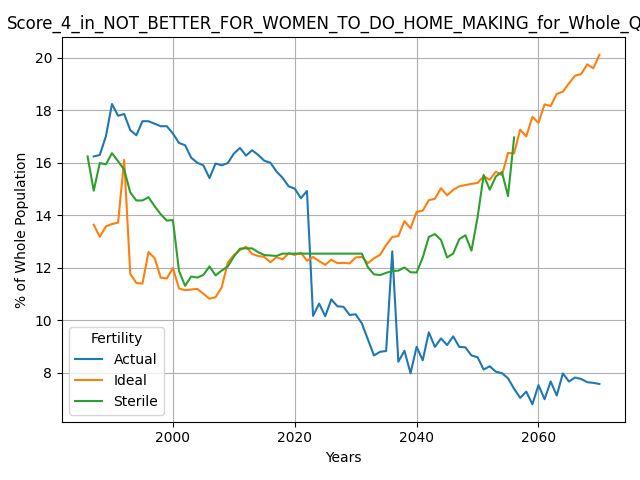 Score_4_in_NOT_BETTER_FOR_WOMEN_TO_DO_HOME_MAKING_for_Whole_Q
20
18
16
14
12
10
8
% of Whole Population
Fertility
Actual
Ideal
Sterile
2000
2020
2040
2060
Years